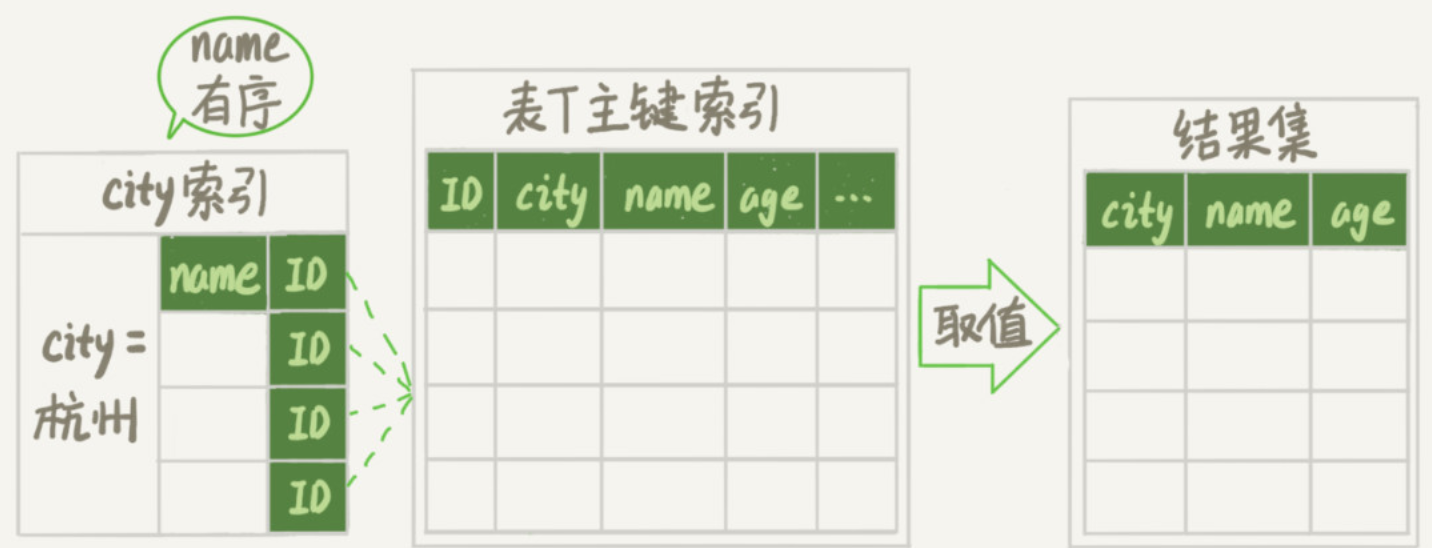 name
有序
city索引
name ID
city =
杭州
ID
ID
ID
表T主键索引
ID city name age ...
取值
结果集
city name age